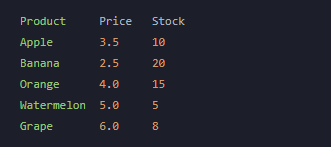 Product Price Stock
Apple 3.5 10
Banana 2.5 20
Orange 4.0 15
Watermelon 5.0 5
Grape 6.0 8